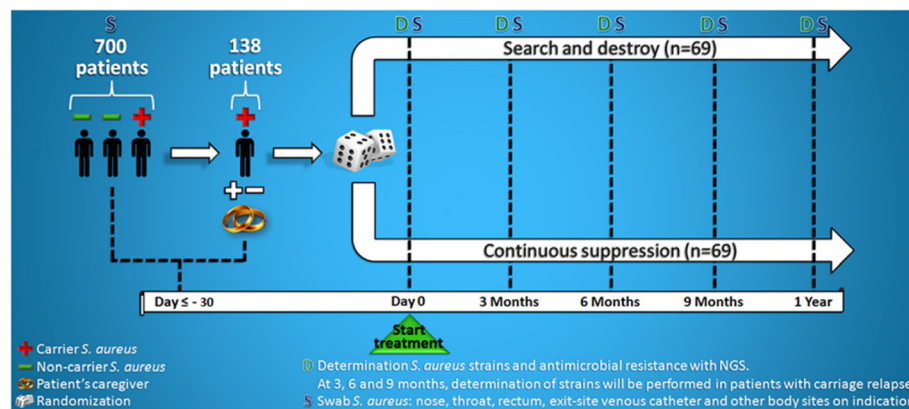 S
700
patients
138
patients
D S D S D S D S D S
Search and destroy (n=69)
Continuous suppression (n=69)
Day ≤ - 30 Day 0 3 Months 6 Months 9 Months 1 Year
Start
treatment
Carrier S. aureus
Non-carrier S. aureus
Patient's caregiver
Randomization
D Determination S. aureus strains and antimicrobial resistance with NGS.
At 3, 6 and 9 months, determination of strains will be performed in patients with carriage relapse
S Swab S. aureus: nose, throat, rectum, exit-site venous catheter and other body sites on indication